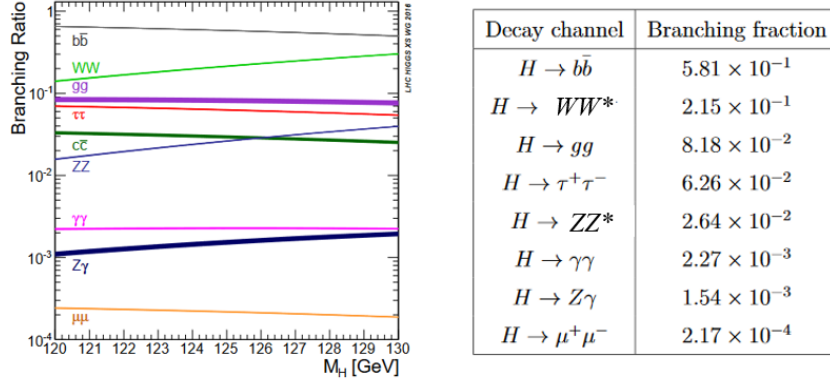 Branching Ratio
1
10⁻¹
10⁻²
10⁻³
10⁻⁴
bb̄
WW
gg
ττ
cc̄
ZZ
γγ
Zγ
μμ
120 121 122 123 124 125 126 127 128 129 130
M_H [GeV]
LHC HIGGS XS WG 2016
Decay channel Branching fraction
H → bb̄ 5.81 × 10⁻¹
H → WW* 2.15 × 10⁻¹
H → gg 8.18 × 10⁻²
H → τ⁺τ⁻ 6.26 × 10⁻²
H → ZZ* 2.64 × 10⁻²
H → γγ 2.27 × 10⁻³
H → Zγ 1.54 × 10⁻³
H → μ⁺μ⁻ 2.17 × 10⁻⁴